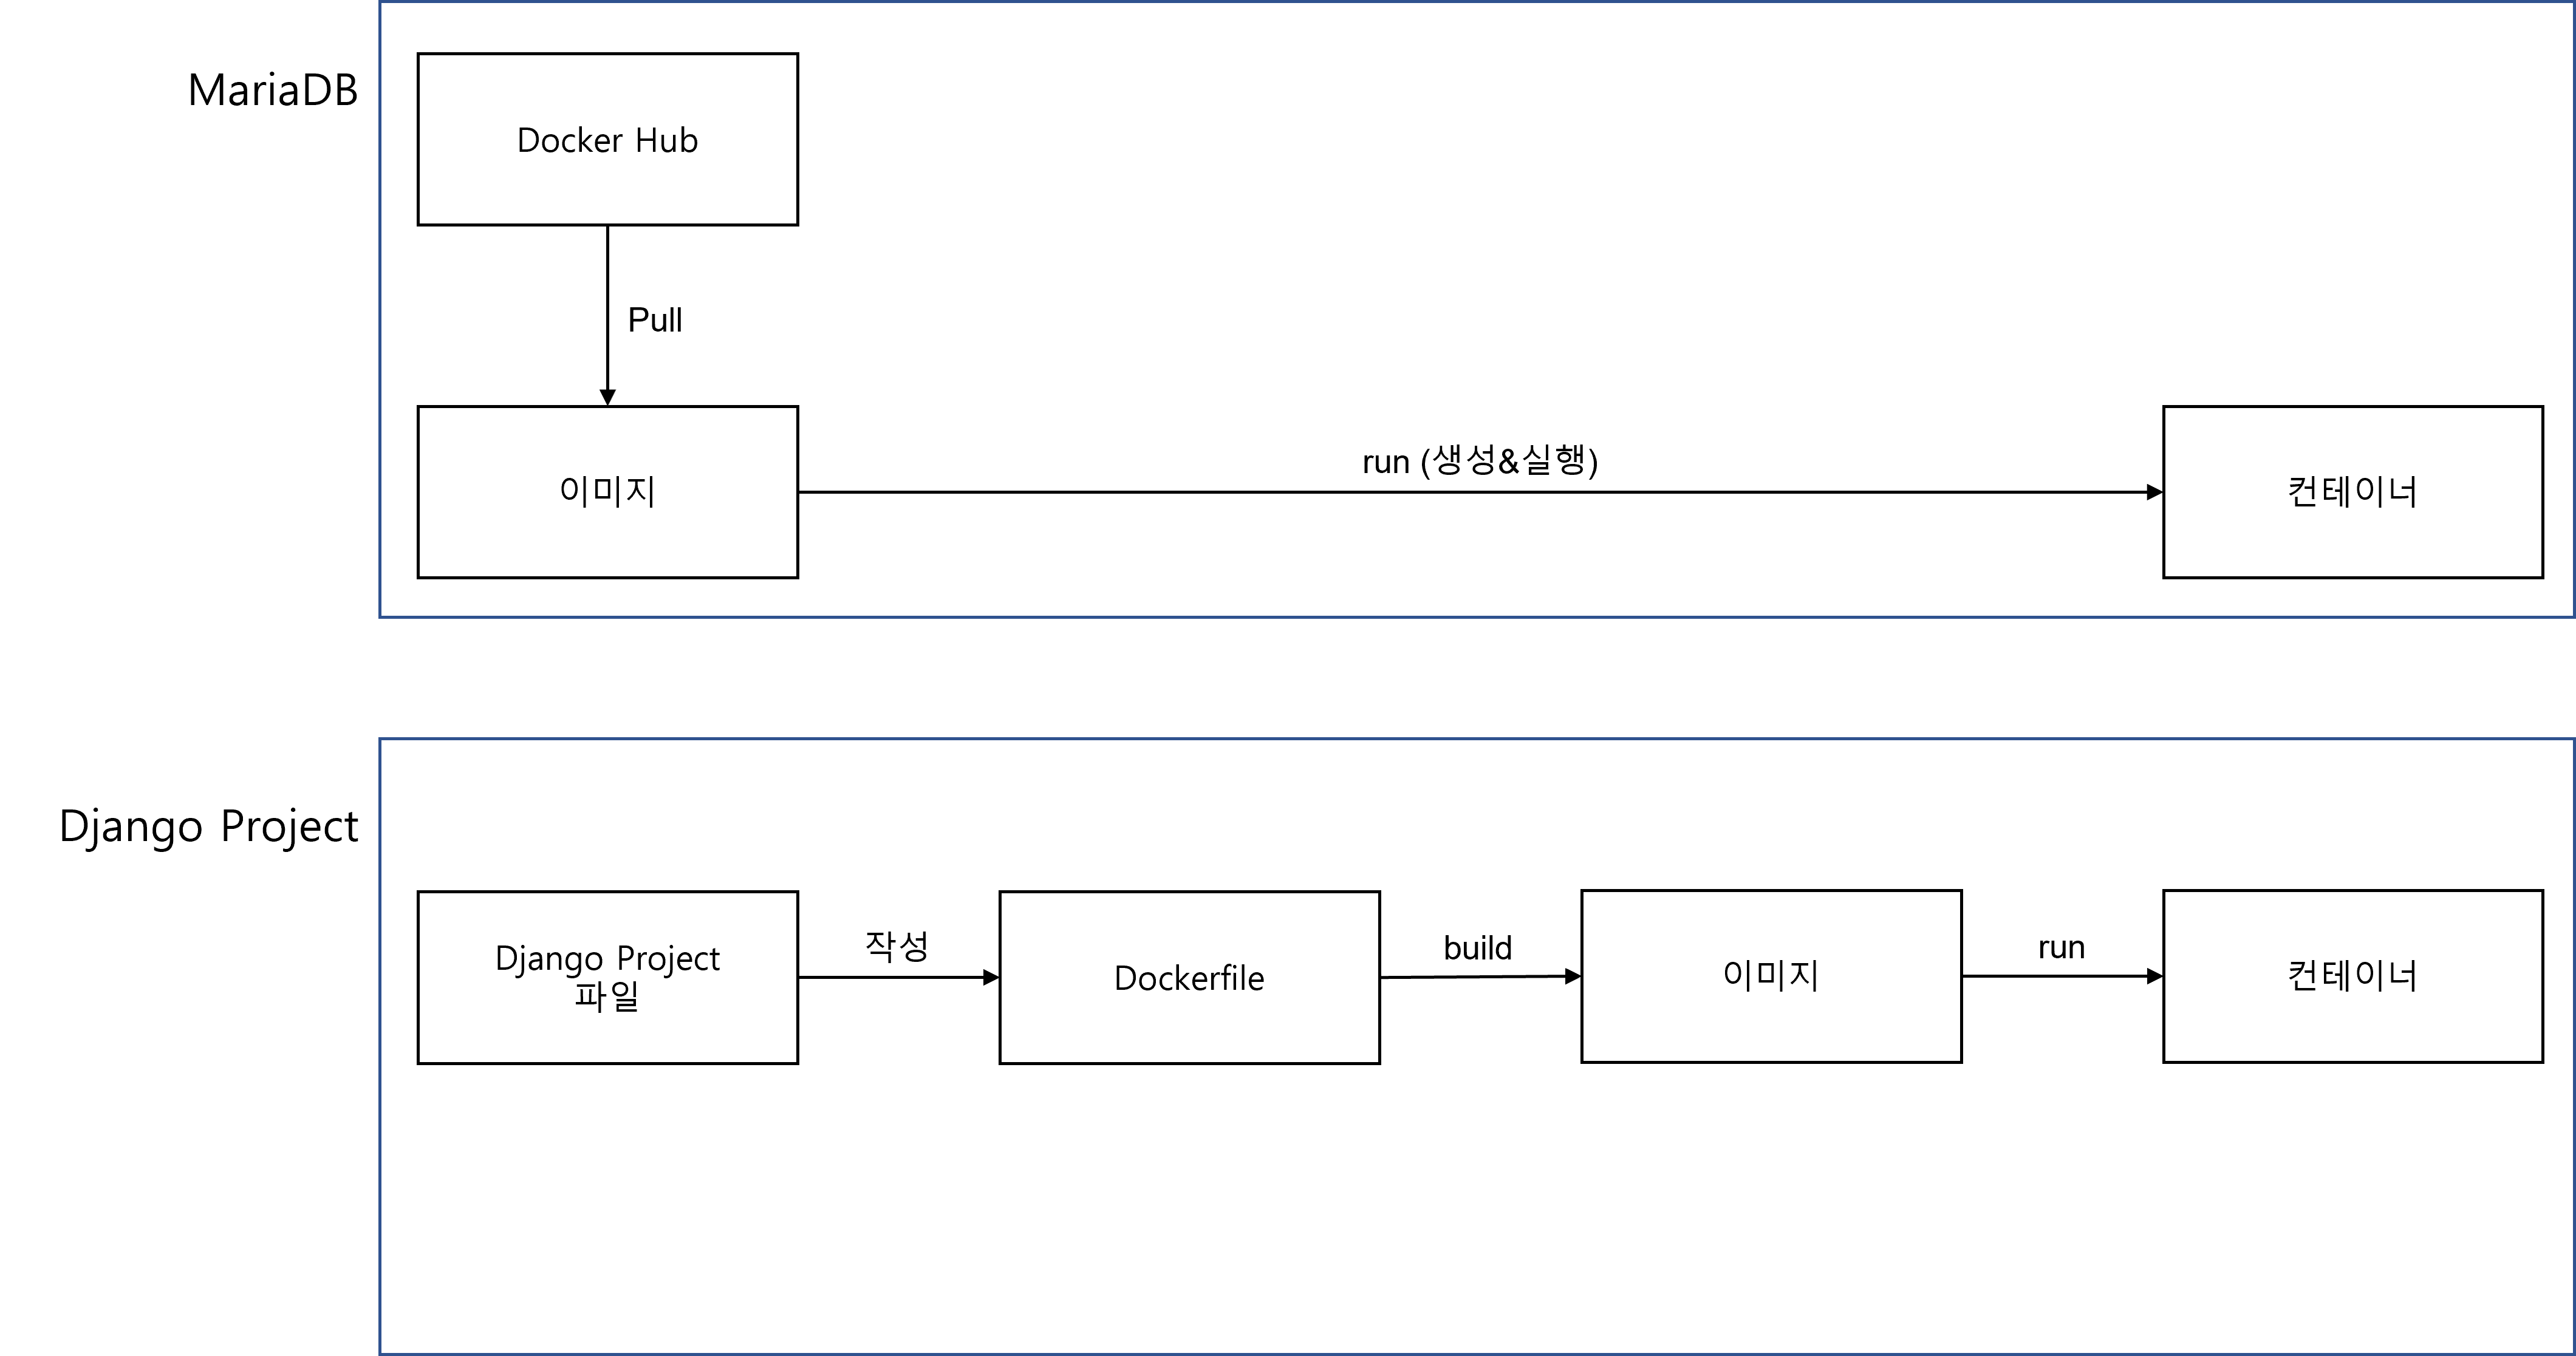 MariaDB
Docker Hub
Pull
이미지
run (생성&실행)
컨테이너
Django Project
Django Project
파일
작성
Dockerfile
build
이미지
run
컨테이너